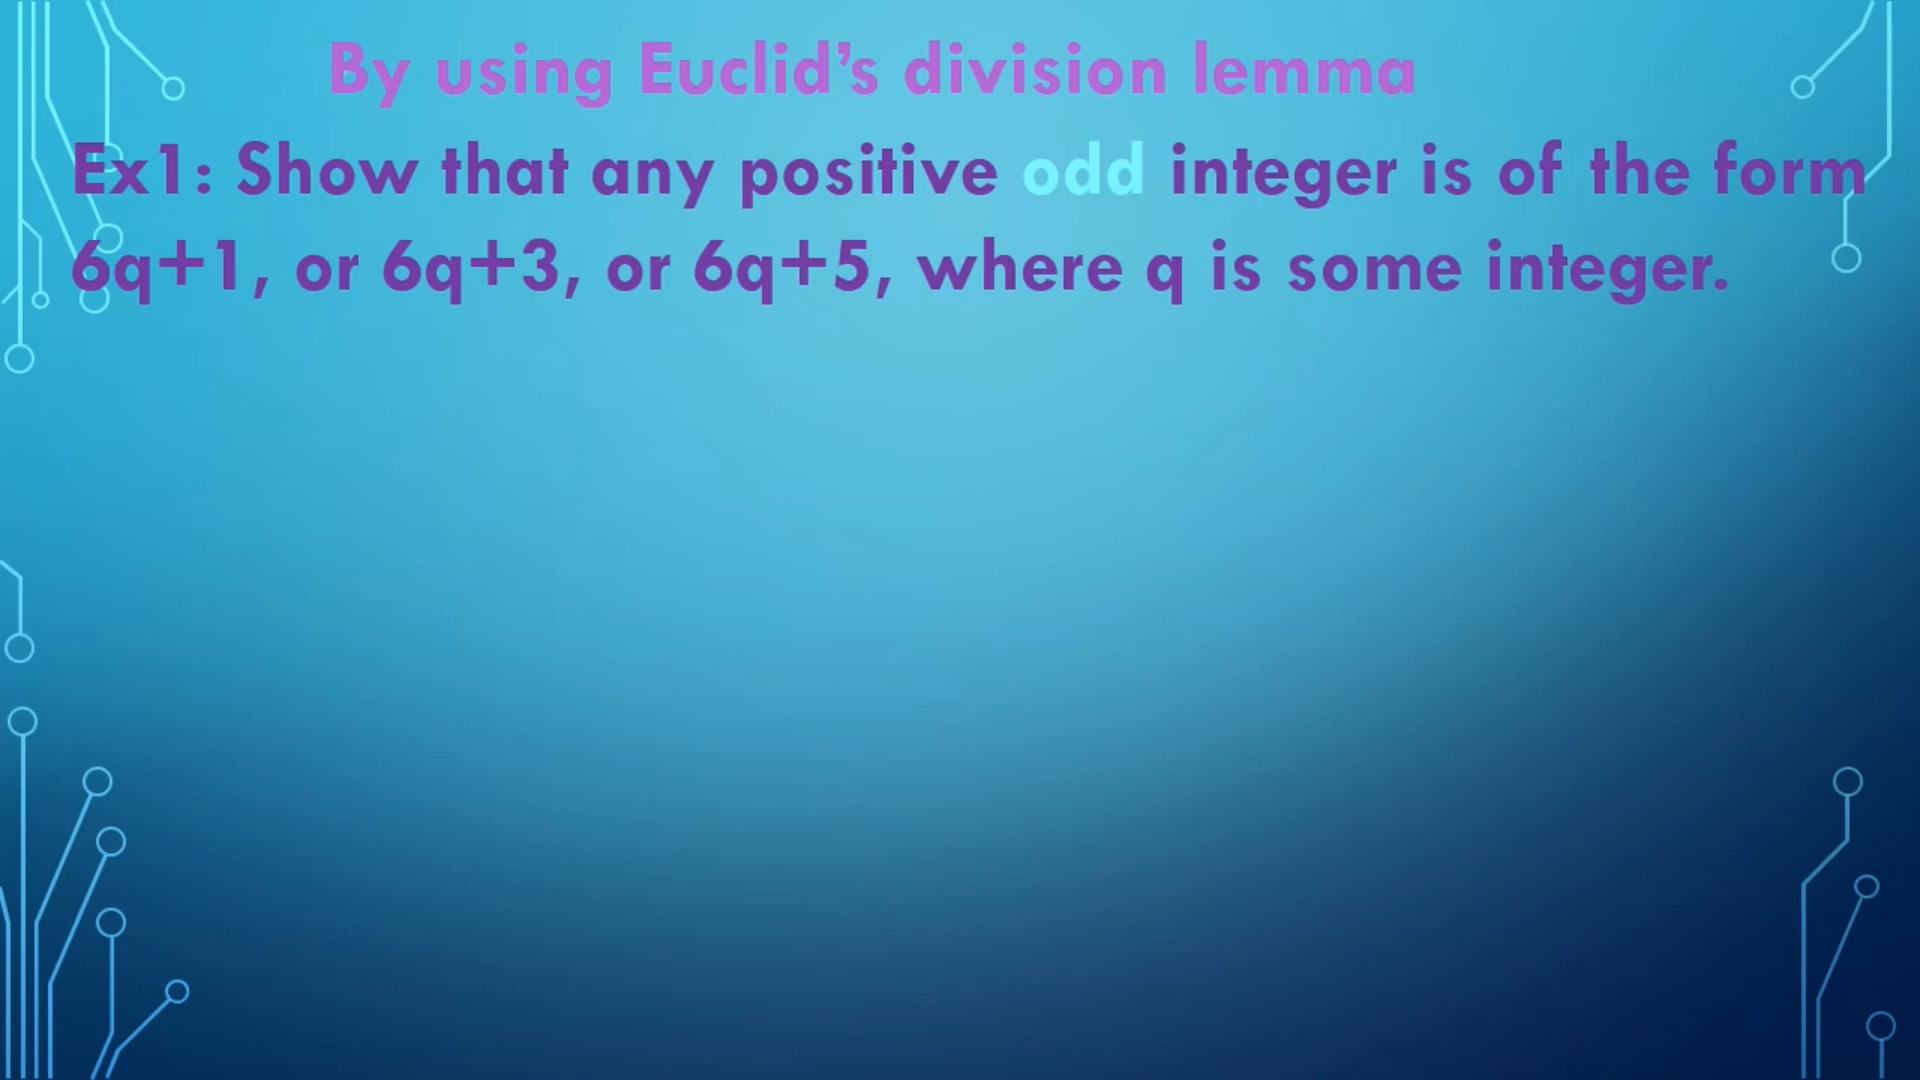 By using Euclid’s division lemma
Ex1: Show that any positive odd integer is of the form
6q+1, or 6q+3, or 6q+5, where q is some integer.